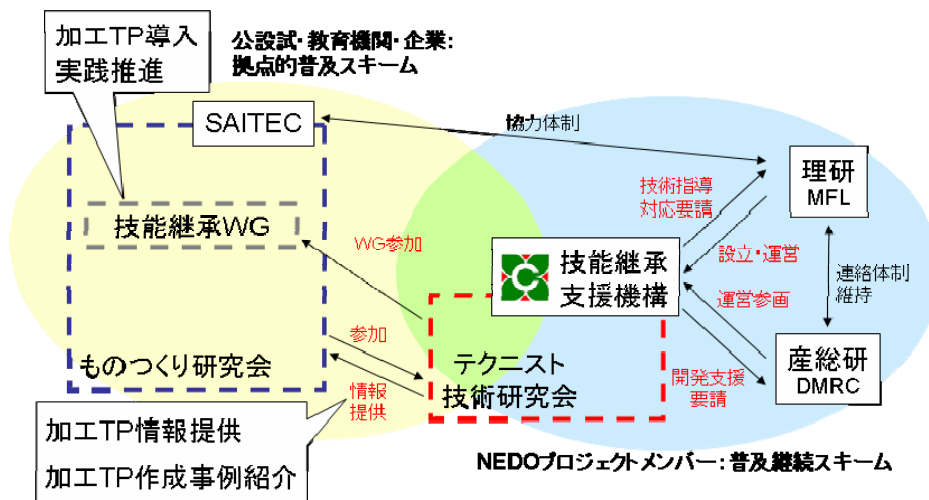 加工TP導入
実践推進
公設試・教育機関・企業:
拠点的普及スキーム
SAITEC
協力体制
理研
MFL
技術指導
対応要請
技能継承WG
WG参加
C
技能継承
支援機構
設立・運営
運営参画
連絡体制
維持
参加
ものつくり研究会
テクニスト
技術研究会
情報
提供
開発支援
要請
産総研
DMRC
加工TP情報提供
加工TP作成事例紹介
NEDOプロジェクトメンバー:普及継続スキーム